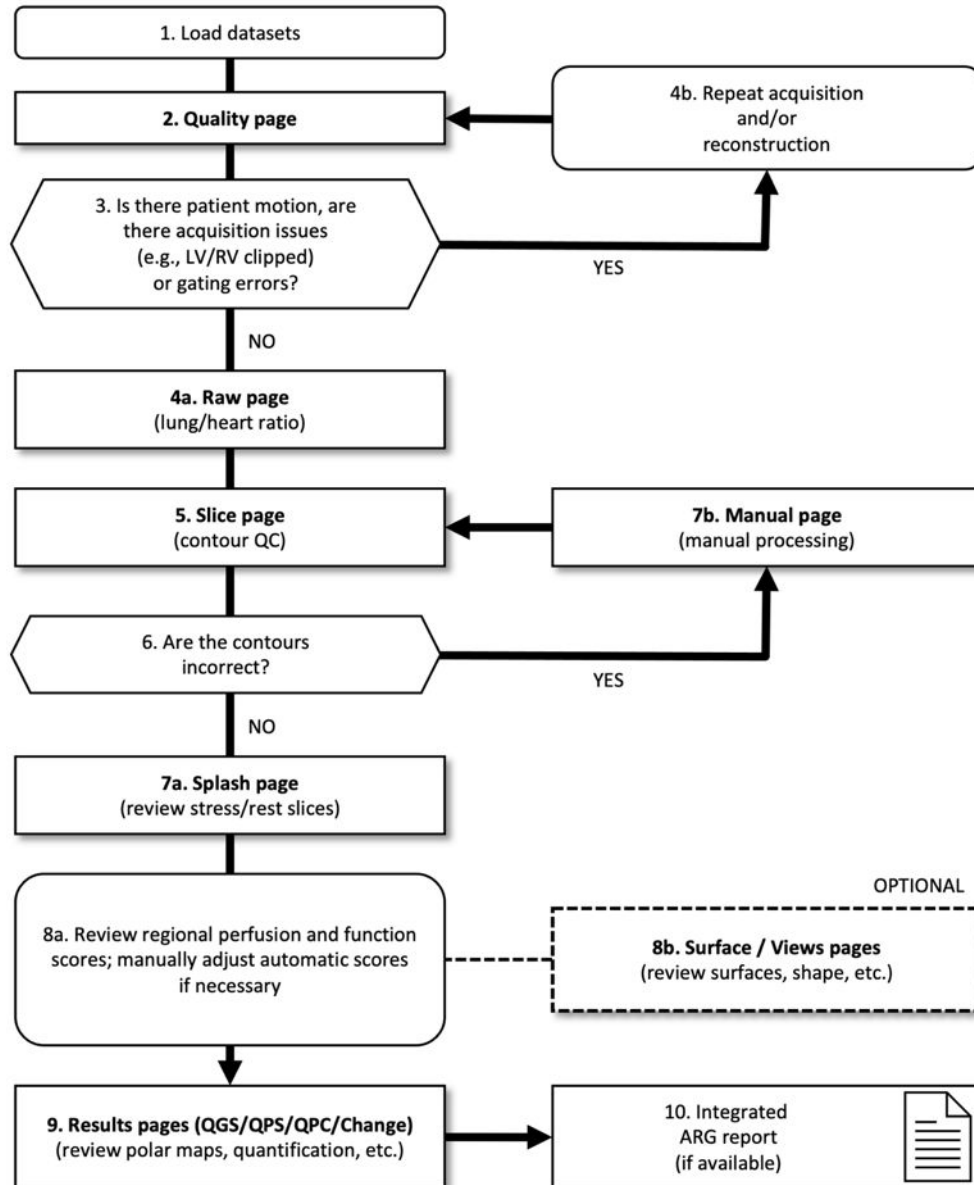 1. Load datasets
2. Quality page
4b. Repeat acquisition
and/or
reconstruction
3. Is there patient motion, are
there acquisition issues
(e.g., LV/RV clipped)
or gating errors?
YES
NO
4a. Raw page
(lung/heart ratio)
5. Slice page
(contour QC)
7b. Manual page
(manual processing)
6. Are the contours
incorrect?
YES
NO
7a. Splash page
(review stress/rest slices)
OPTIONAL
8a. Review regional perfusion and function
scores; manually adjust automatic scores
if necessary
8b. Surface / Views pages
(review surfaces, shape, etc.)
9. Results pages (QGS/QPS/QPC/Change)
(review polar maps, quantification, etc.)
10. Integrated
ARG report
(if available)